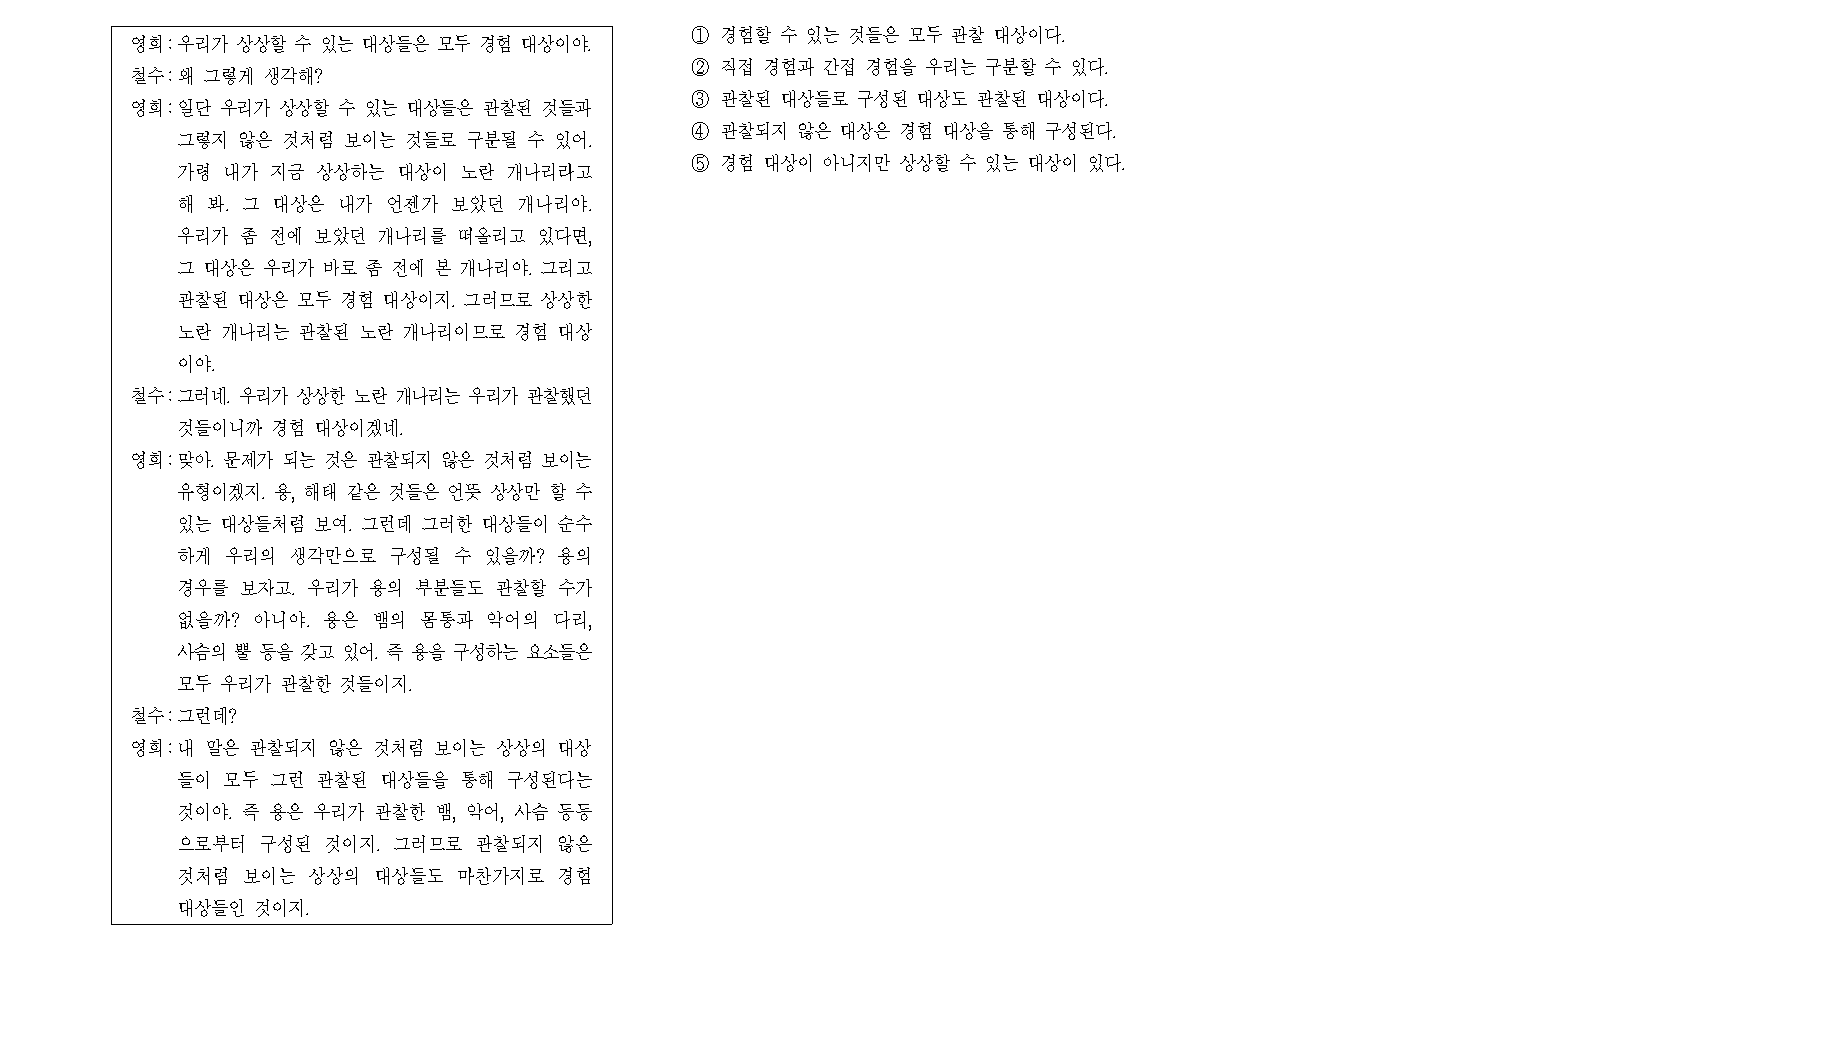 영희 : 우리가 상상할 수 있는 대상들은 모두 경험 대상이야.
철수 : 왜 그렇게 생각해?
영희 : 일단 우리가 상상할 수 있는 대상들은 관찰된 것들과
그렇지 않은 것처럼 보이는 것들로 구분될 수 있어.
가령 내가 지금 상상하는 대상이 노란 개나리라고
해 봐. 그 대상은 내가 언젠가 보았던 개나리야.
우리가 좀 전에 보았던 개나리를 떠올리고 있다면,
그 대상은 우리가 바로 좀 전에 본 개나리야. 그리고
관찰된 대상은 모두 경험 대상이지. 그러므로 상상한
노란 개나리는 관찰된 노란 개나리이므로 경험 대상
이야.
철수 : 그러네. 우리가 상상한 노란 개나리는 우리가 관찰했던
것들이니까 경험 대상이겠네.
영희 : 맞아. 문제가 되는 것은 관찰되지 않은 것처럼 보이는
유형이겠지. 용, 해태 같은 것들은 언뜻 상상만 할 수
있는 대상들처럼 보여. 그런데 그러한 대상들이 순수
하게 우리의 생각만으로 구성될 수 있을까? 용의
경우를 보자고. 우리가 용의 부분들도 관찰할 수가
없을까? 아니야. 용은 뱀의 몸통과 악어의 다리,
사슴의 뿔 등을 갖고 있어. 즉 용을 구성하는 요소들은
모두 우리가 관찰한 것들이지.
철수 : 그런데?
영희 : 내 말은 관찰되지 않은 것처럼 보이는 상상의 대상
들이 모두 그런 관찰된 대상들을 통해 구성된다는
것이야. 즉 용은 우리가 관찰한 뱀, 악어, 사슴 등등
으로부터 구성된 것이지. 그러므로 관찰되지 않은
것처럼 보이는 상상의 대상들도 마찬가지로 경험
대상들인 것이지.
① 경험할 수 있는 것들은 모두 관찰 대상이다.
② 직접 경험과 간접 경험을 우리는 구분할 수 있다.
③ 관찰된 대상들로 구성된 대상도 관찰된 대상이다.
④ 관찰되지 않은 대상은 경험 대상을 통해 구성된다.
⑤ 경험 대상이 아니지만 상상할 수 있는 대상이 있다.